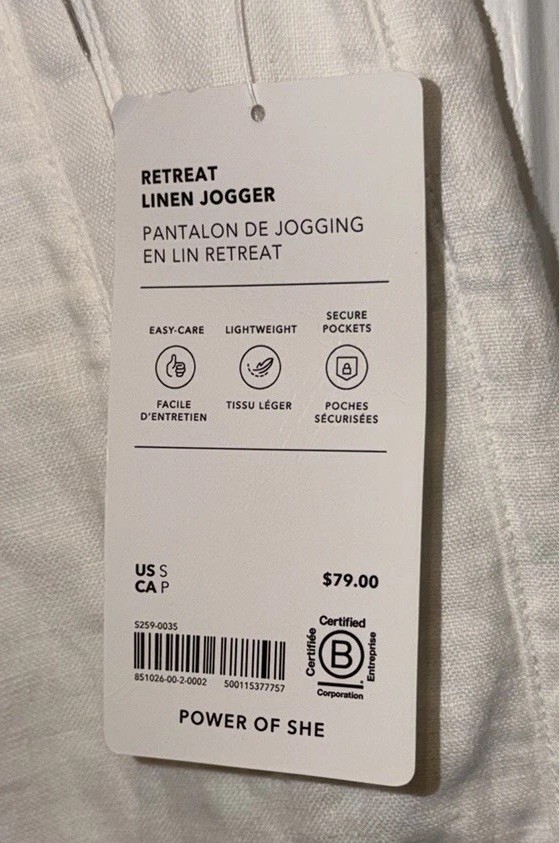 RETREAT
LINEN JOGGER
PANTALON DE JOGGING
EN LIN RETREAT
EASY-CARE
LIGHTWEIGHT
SECURE
POCKETS
FACILE
D'ENTRETIEN
TISSU LÉGER
POCHES
SÉCURISÉES
US S
CA P
$79.00
S259-0035
851026-00-2-0002 500115377757
Certified
Certifiée
B
Entreprise
Corporation
POWER OF SHE